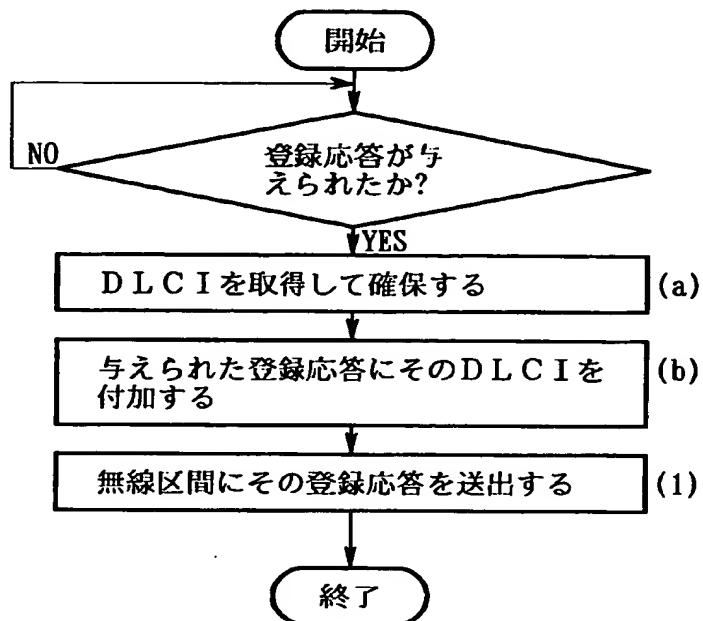 開始
NO
登録応答が与
えられたか?
YES
ＤＬＣＩを取得して確保する
(a)
与えられた登録応答にそのＤＬＣＩを
付加する
(b)
無線区間にその登録応答を送出する
(1)
終了